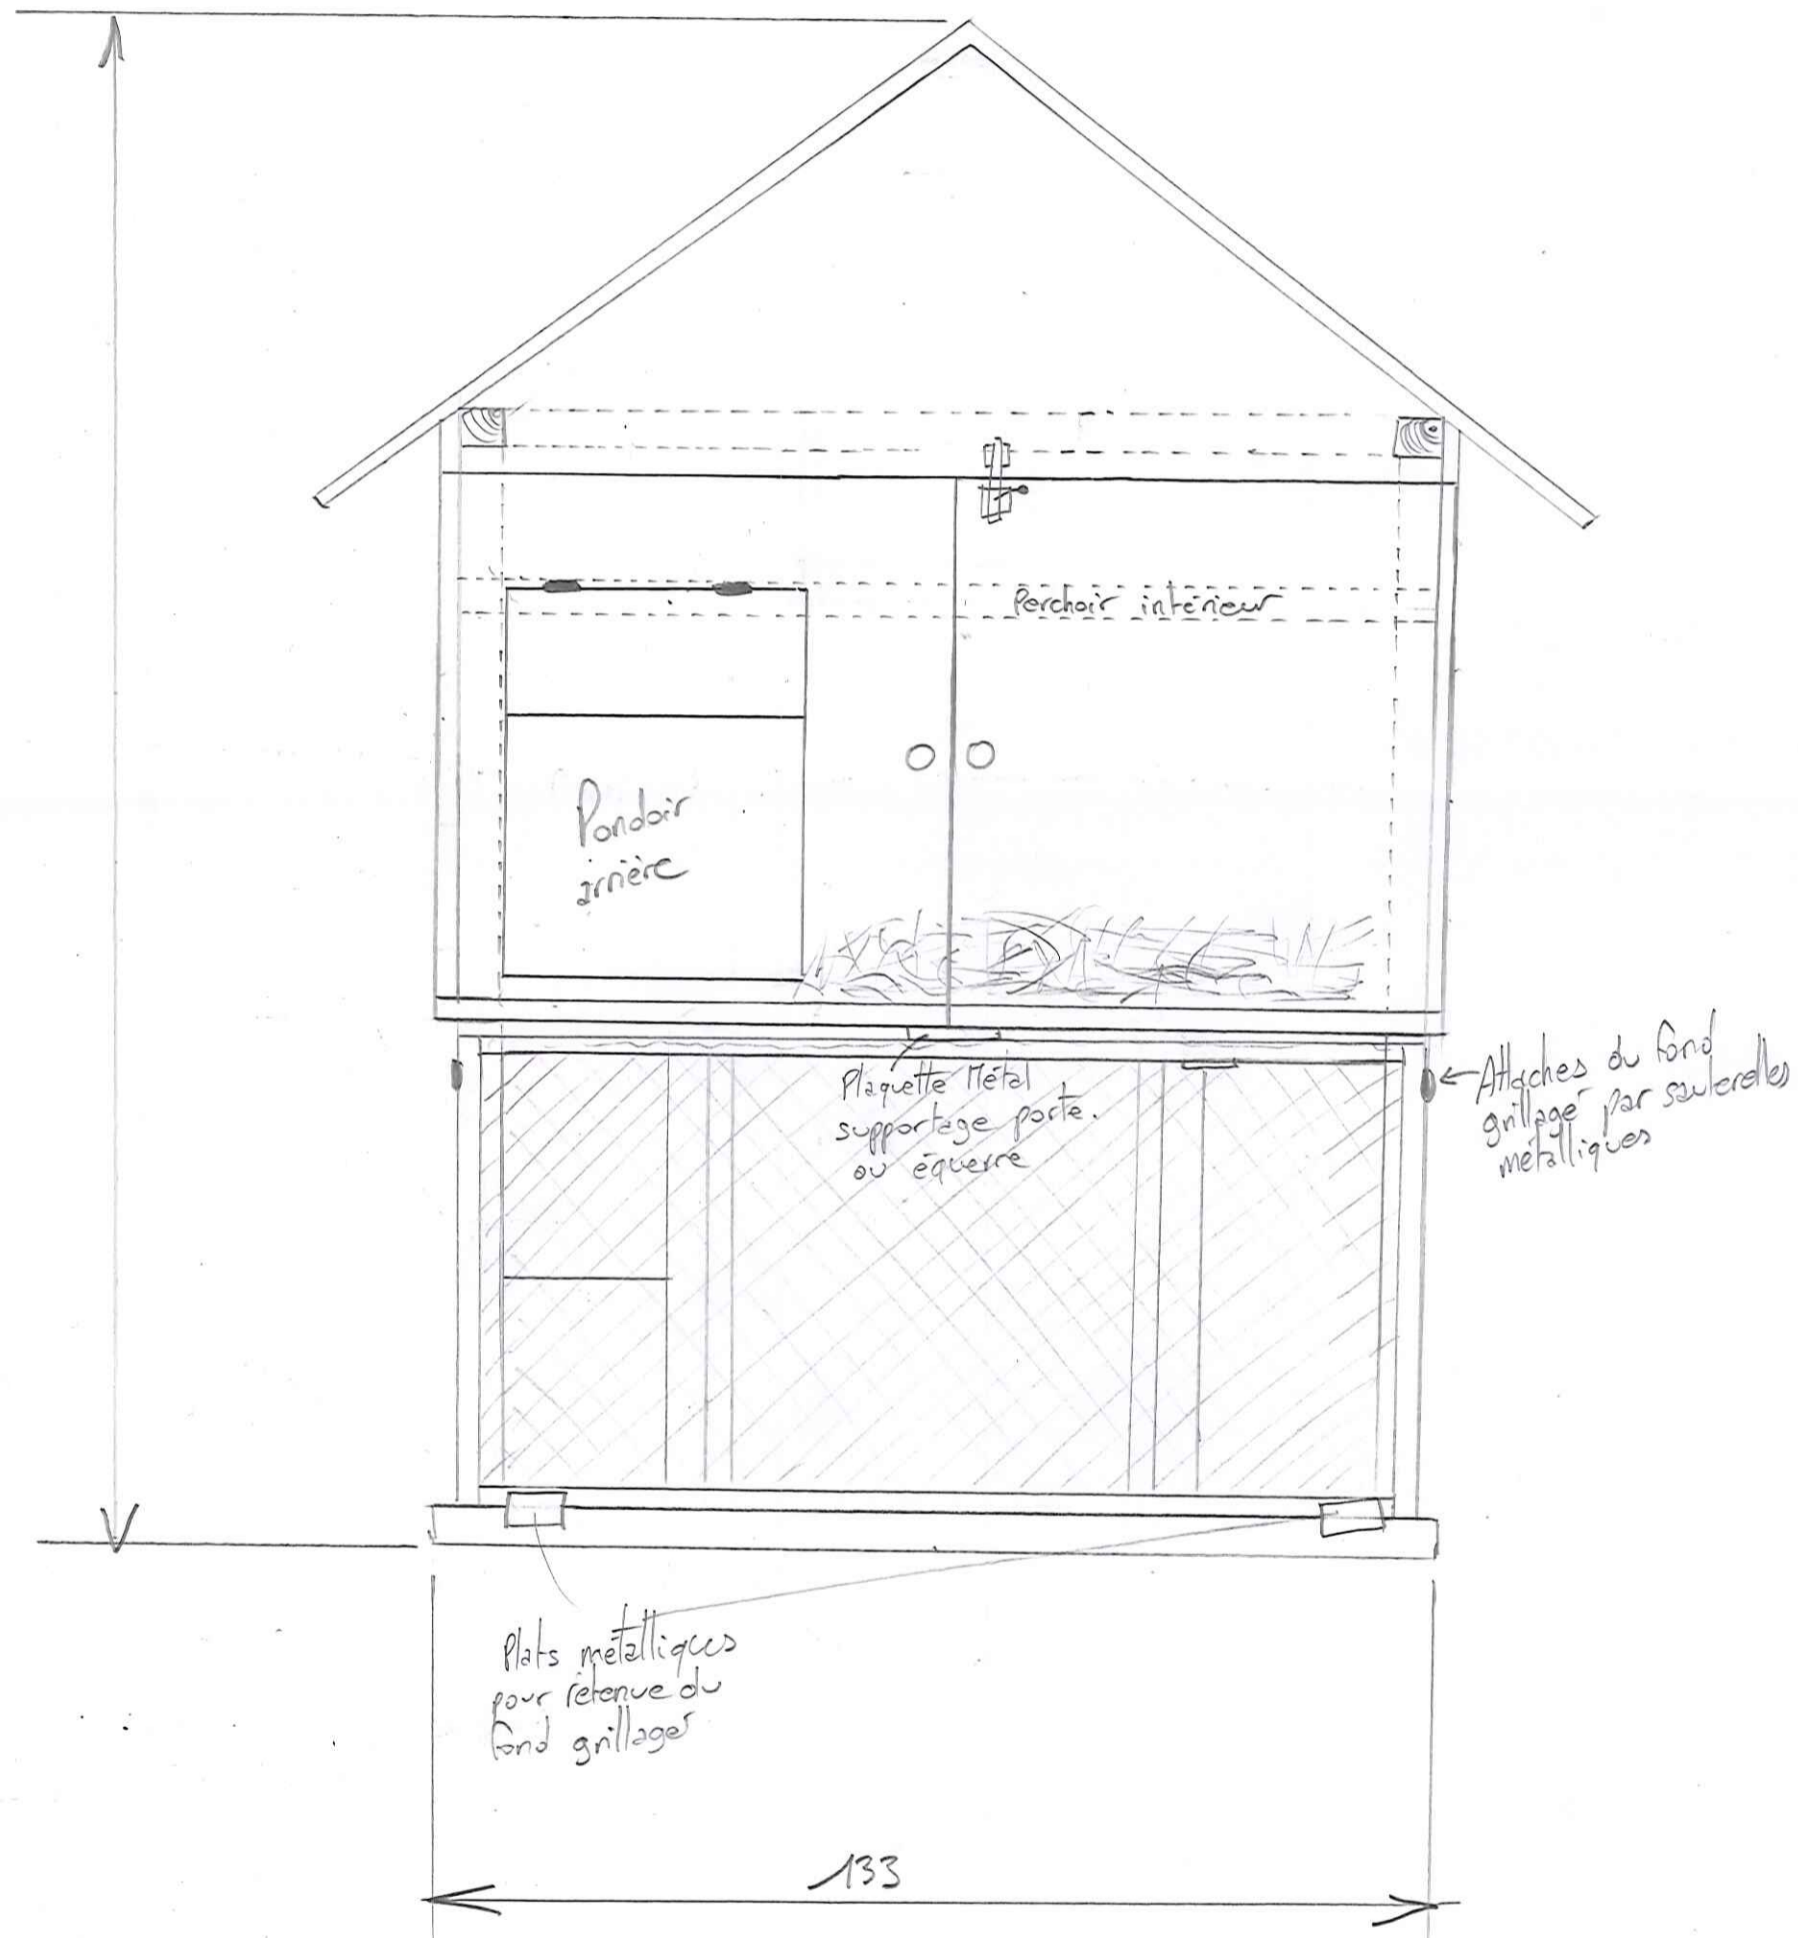 Perchoir intérieur
Pondoir
arrière
Plaquette Métal
supportage porte.
ou équerre
← Attaches du fond
grillagé par sauterelles
métalliques
Plats métalliques
pour retenue du
fond grillagé
133